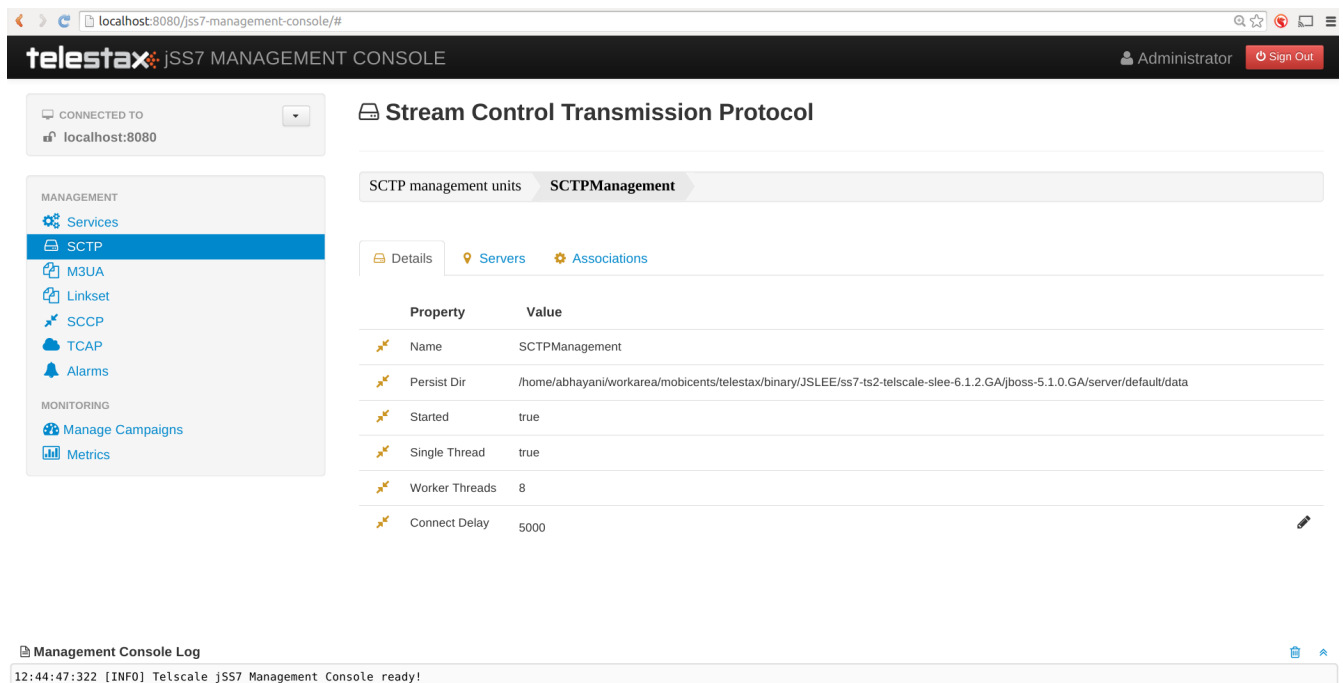 localhost:8080/jss7-management-console/#
telestax jSS7 MANAGEMENT CONSOLE
Administrator
Sign Out
CONNECTED TO
localhost:8080
MANAGEMENT
Services
SCTP
M3UA
Linkset
SCCP
TCAP
Alarms
MONITORING
Manage Campaigns
Metrics
Stream Control Transmission Protocol
SCTP management units SCTPManagement
Details Servers Associations
Property Value
Name SCTPManagement
Persist Dir /home/abhayani/workarea/mobicents/telestax/binary/JSLEE/ss7-ts2-telscale-slee-6.1.2.GA/jboss-5.1.0.GA/server/default/data
Started true
Single Thread true
Worker Threads 8
Connect Delay 5000
Management Console Log
12:44:47:322 [INFO] Telscale jSS7 Management Console ready!